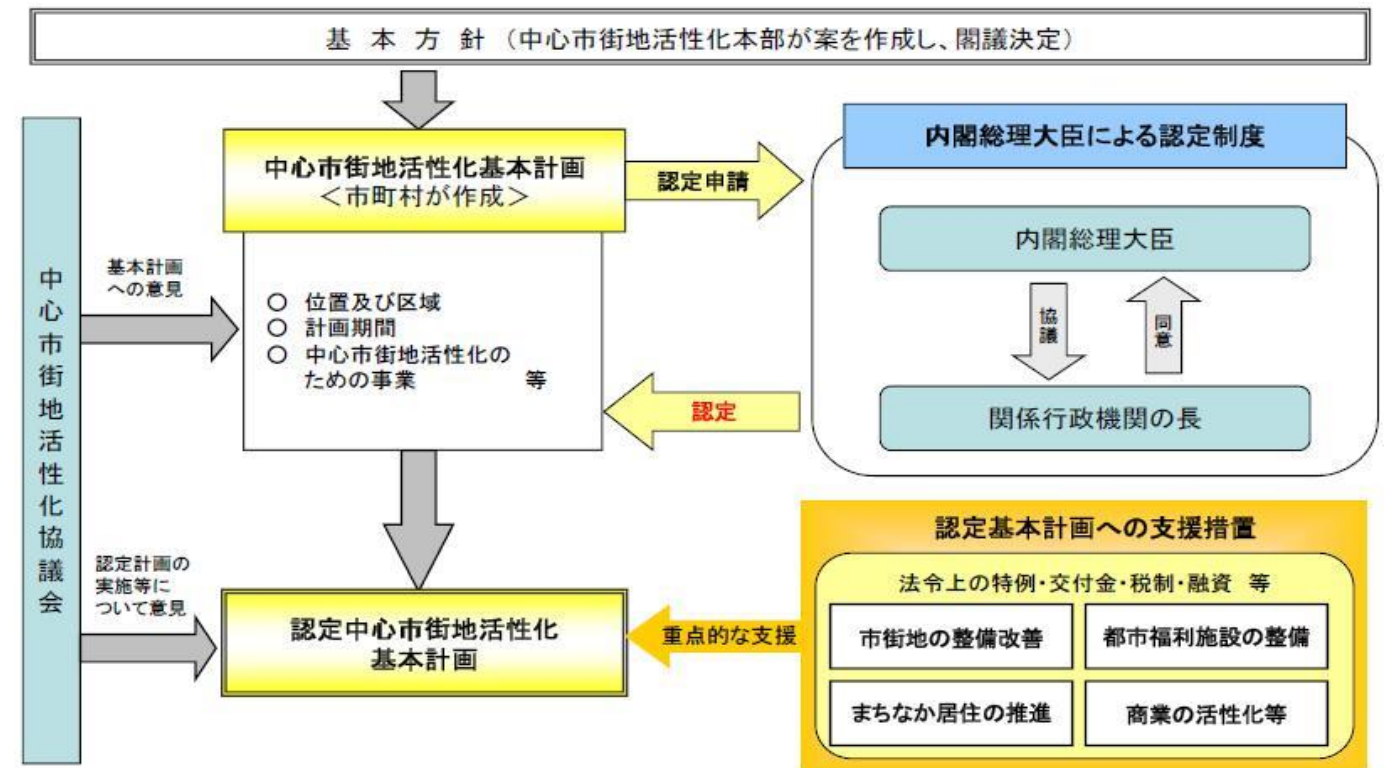 基 本 方 針 （中心市街地活性化本部が案を作成し、閣議決定）
中心市街地活性化基本計画
＜市町村が作成＞
認定申請
内閣総理大臣による認定制度
内閣総理大臣
協議
同意
関係行政機関の長
中心市街地活性化協議会
基本計画
への意見
○ 位置及び区域
○ 計画期間
○ 中心市街地活性化の
ための事業 等
認定
認定計画の
実施等に
ついて意見
認定中心市街地活性化
基本計画
重点的な支援
認定基本計画への支援措置
法令上の特例・交付金・税制・融資 等
市街地の整備改善
都市福利施設の整備
まちなか居住の推進
商業の活性化等